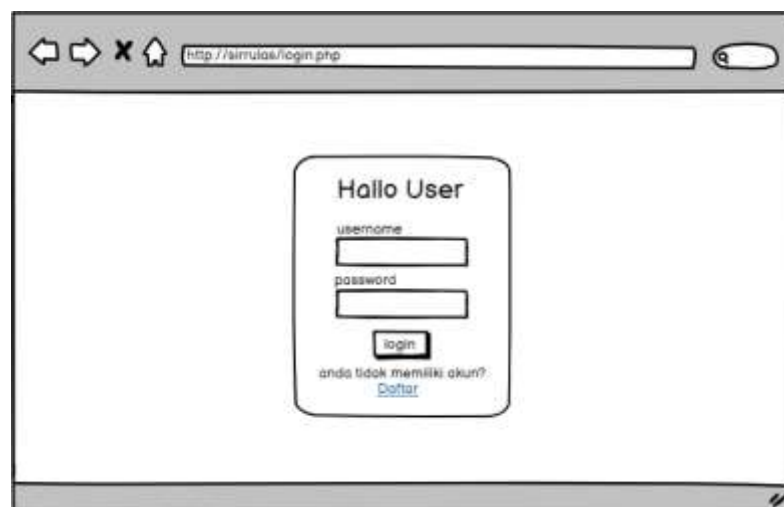 http://sirrulas/login.php
Hallo User
username
password
login
anda tidak memiliki akun?
Daftar